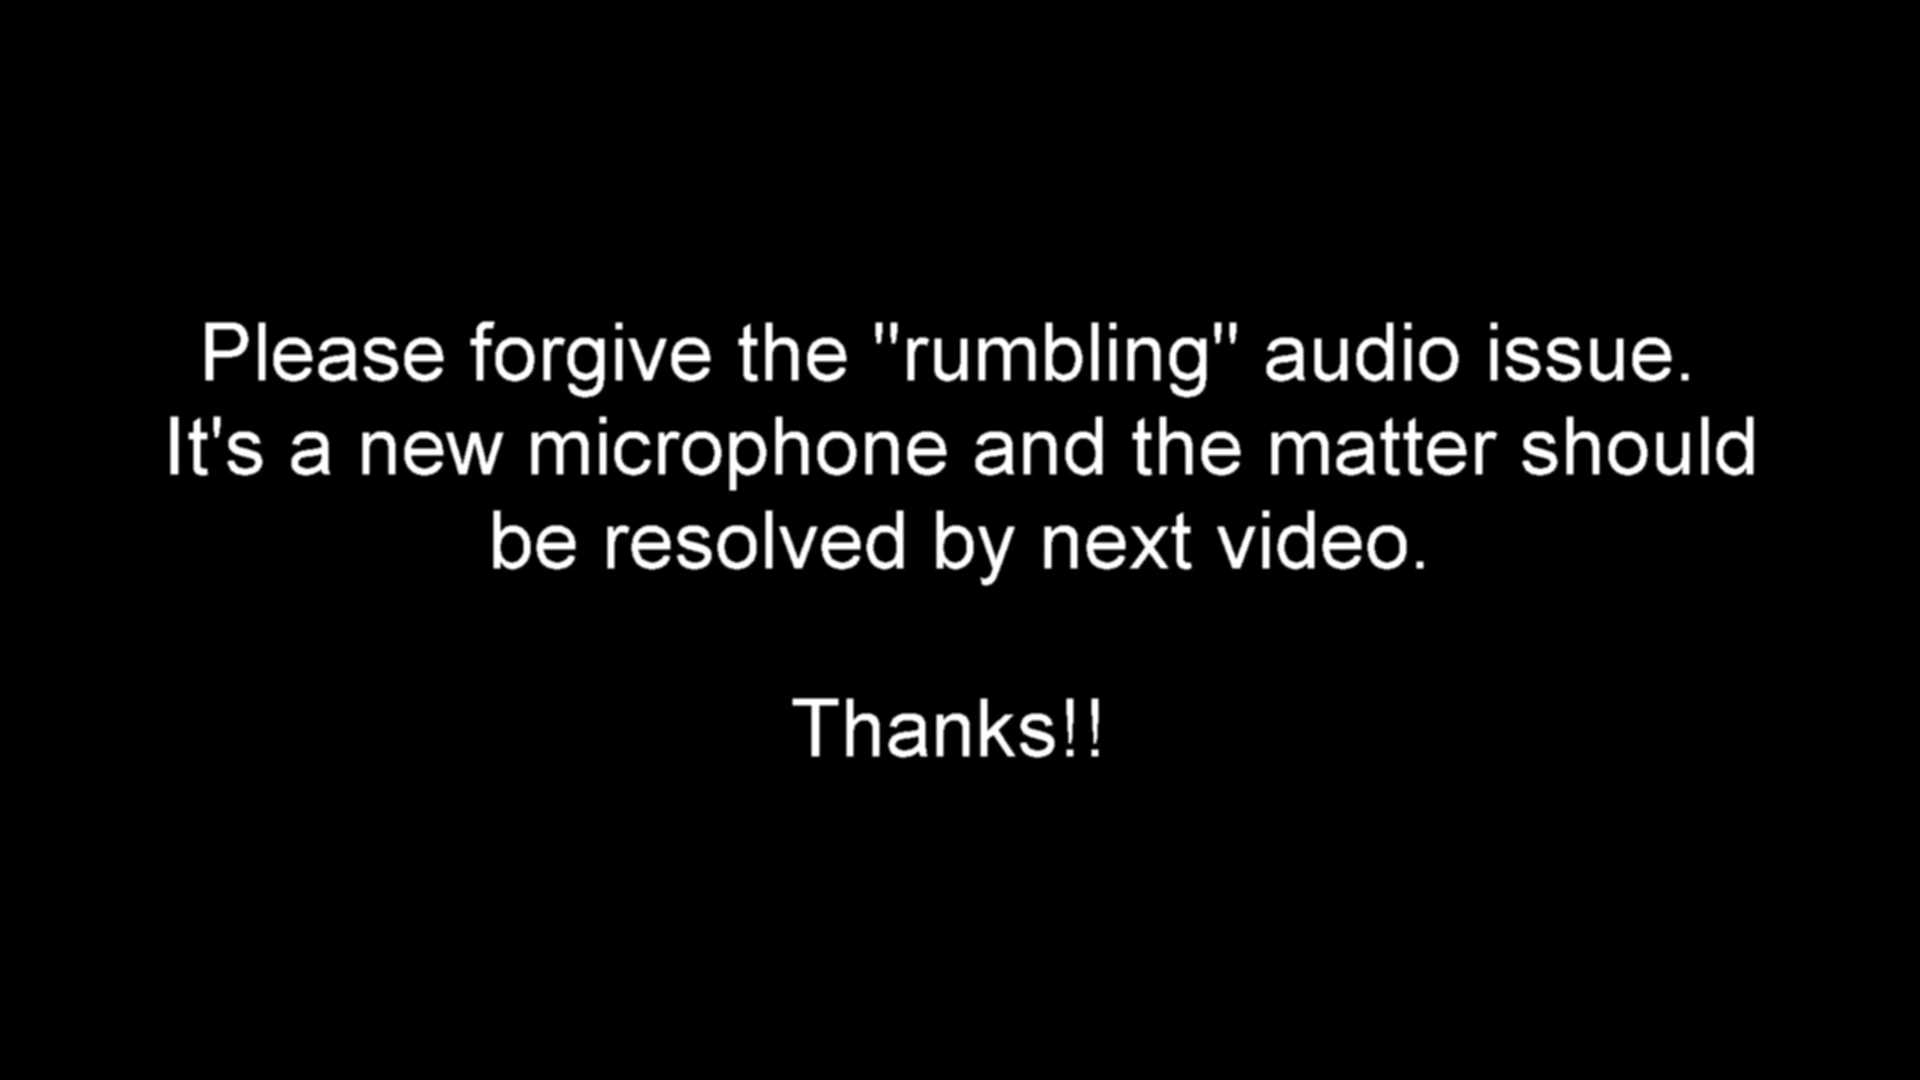 Please forgive the "rumbling" audio issue.
It's a new microphone and the matter should
be resolved by next video.
Thanks!!